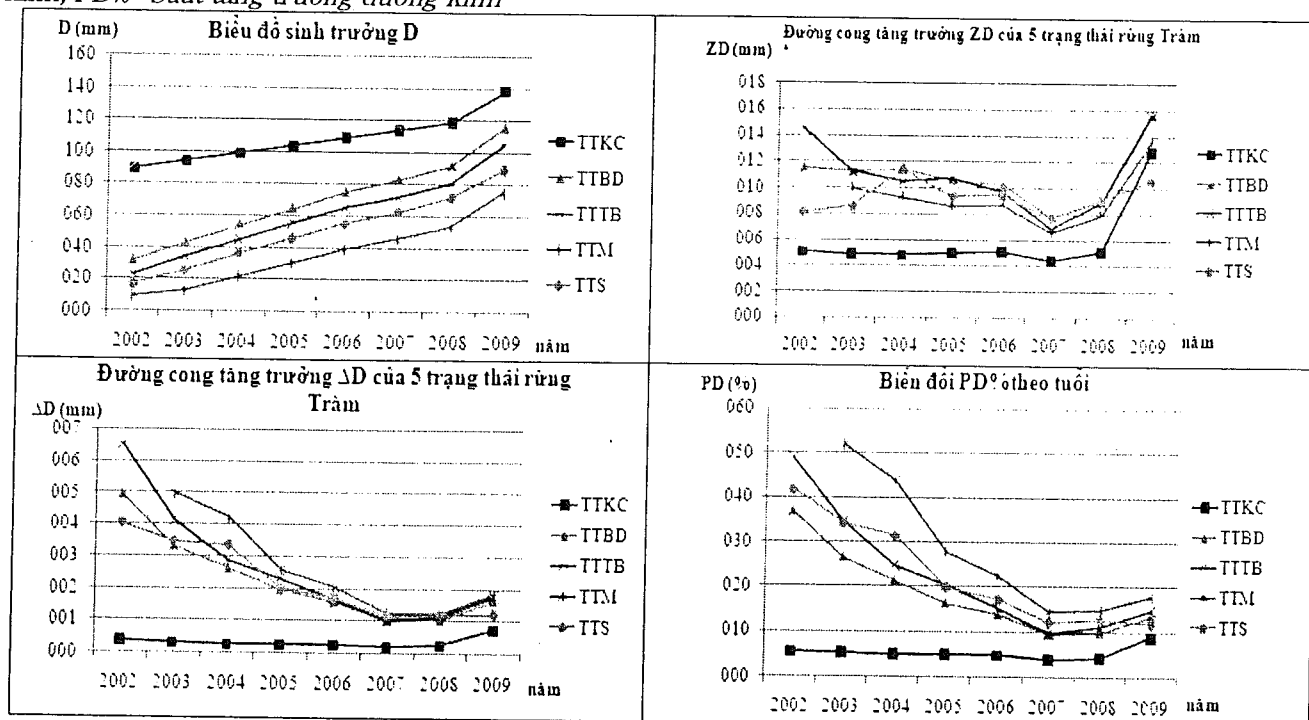 PD%- Suất tăng trưởng đường kính
D (mm) Biểu đồ sinh trưởng D
160
140
120
100
080
060
040
020
000
2002 2003 2004 2005 2006 2007 2008 2009 năm
TTKC
TTBD
TTTB
TTM
TTS
Đường cong tăng trưởng ZD của 5 trạng thái rừng Tràm
ZD (mm)
018
016
014
012
010
008
006
004
002
000
2002 2003 2004 2005 2006 2007 2008 2009 năm
TTKC
TTBD
TTTB
TTM
TTS
Đường cong tăng trưởng ΔD của 5 trạng thái rừng
Tràm
ΔD (mm)
007
006
005
004
003
002
001
000
2002 2003 2004 2005 2006 2007 2008 2009 năm
TTKC
TTBD
TTTB
TTM
TTS
PD (%) Biến đổi PD% theo tuổi
060
050
040
030
020
010
000
2002 2003 2004 2005 2006 2007 2008 2009 năm
TTKC
TTBD
TTTB
TTM
TTS